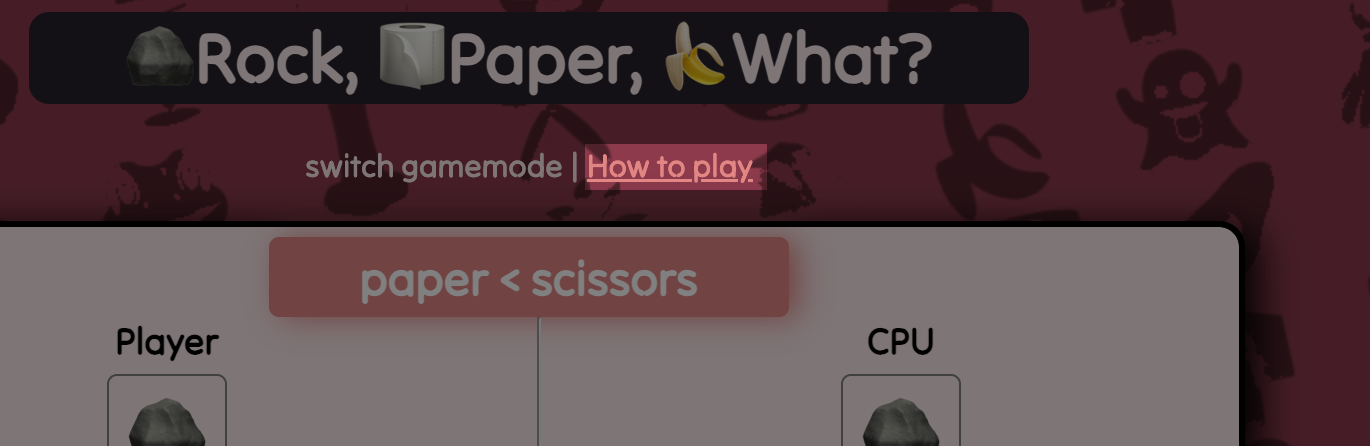 Rock, Paper, What?
switch gamemode | How to play
paper < scissors
Player
CPU